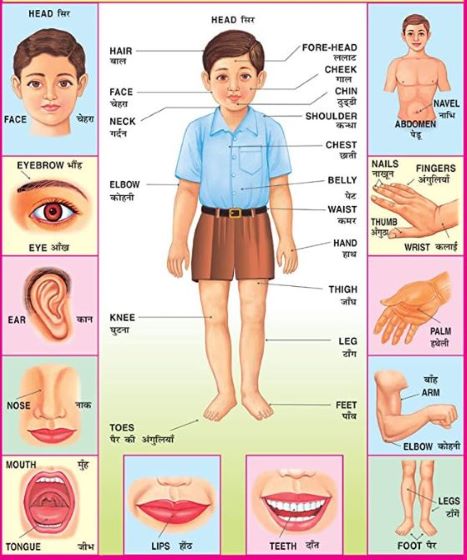 HEAD सिर
FACE चेहरा
EYEBROW भौंह
EYE आँख
EAR कान
NOSE नाक
MOUTH मुँह
TONGUE जीभ
HEAD सिर
HAIR
बाल
FACE
चेहरा
NECK
गर्दन
ELBOW
कोहनी
KNEE
घुटना
TOES
पैर की अंगुलियाँ
FORE-HEAD
ललाट
CHEEK
गाल
CHIN
ठुड्डी
SHOULDER
कन्धा
CHEST
छाती
BELLY
पेट
WAIST
कमर
HAND
हाथ
THIGH
जाँघ
LEG
टाँग
FEET
पाँव
LIPS होंठ
TEETH दाँत
NAVEL
नाभि
ABDOMEN
पेडू
NAILS
नाखून
FINGERS
अंगुलियाँ
THUMB
अंगुठा
WRIST कलाई
PALM
हथेली
बाँह
ARM
ELBOW कोहनी
LEGS
टाँगें
FOOT पैर